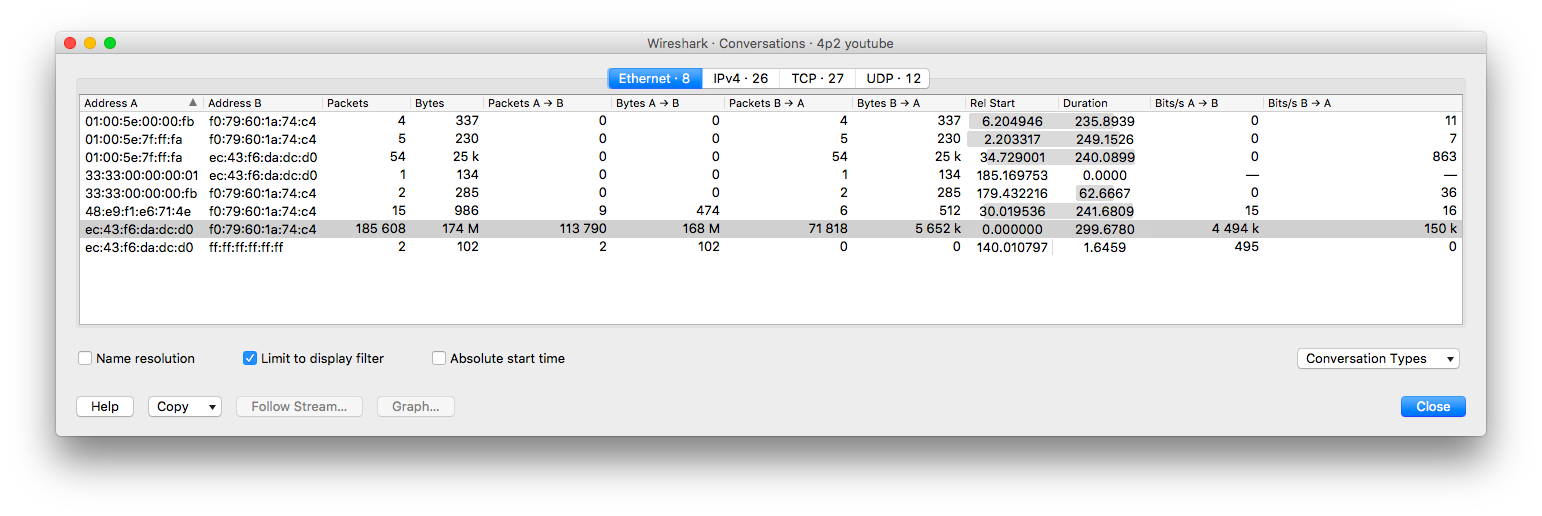 Wireshark · Conversations · 4p2 youtube
Ethernet · 8 IPv4 · 26 TCP · 27 UDP · 12
Address A Address B Packets Bytes Packets A → B Bytes A → B Packets B → A Bytes B → A Rel Start Duration Bits/s A → B Bits/s B → A
01:00:5e:00:00:fb f0:79:60:1a:74:c4 4 337 0 0 4 337 6.204946 235.8939 0 11
01:00:5e:7f:ff:fa f0:79:60:1a:74:c4 5 230 0 0 5 230 2.203317 249.1526 0 7
01:00:5e:7f:ff:fa ec:43:f6:da:dc:d0 54 25 k 0 0 54 25 k 34.729001 240.0899 0 863
33:33:00:00:00:01 ec:43:f6:da:dc:d0 1 134 0 0 1 134 185.169753 0.0000 — —
33:33:00:00:00:fb f0:79:60:1a:74:c4 2 285 0 0 2 285 179.432216 62.6667 0 36
48:e9:f1:e6:71:4e f0:79:60:1a:74:c4 15 986 9 474 6 512 30.019536 241.6809 15 16
ec:43:f6:da:dc:d0 f0:79:60:1a:74:c4 185 608 174 M 113 790 168 M 71 818 5 652 k 0.000000 299.6780 4 494 k 150 k
ec:43:f6:da:dc:d0 ff:ff:ff:ff:ff:ff 2 102 2 102 0 0 140.010797 1.6459 495 0
Name resolution Limit to display filter Absolute start time Conversation Types
Help Copy Follow Stream... Graph... Close